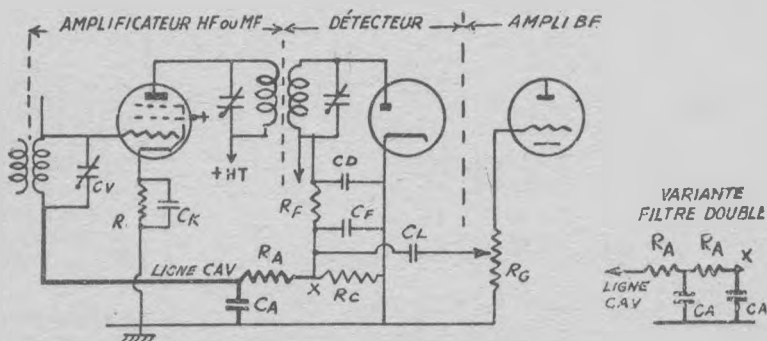 AMPLIFICATEUR HF OU MF
DÉTECTEUR
AMPLI BF
+
CV
R
CK
+HT
CD
RF
CF
CL
RA
LIGNE CAV
X
RC
CA
RG
VARIANTE
FILTRE DOUBLE
RA
RA
X
LIGNE
CAV
CA
CA